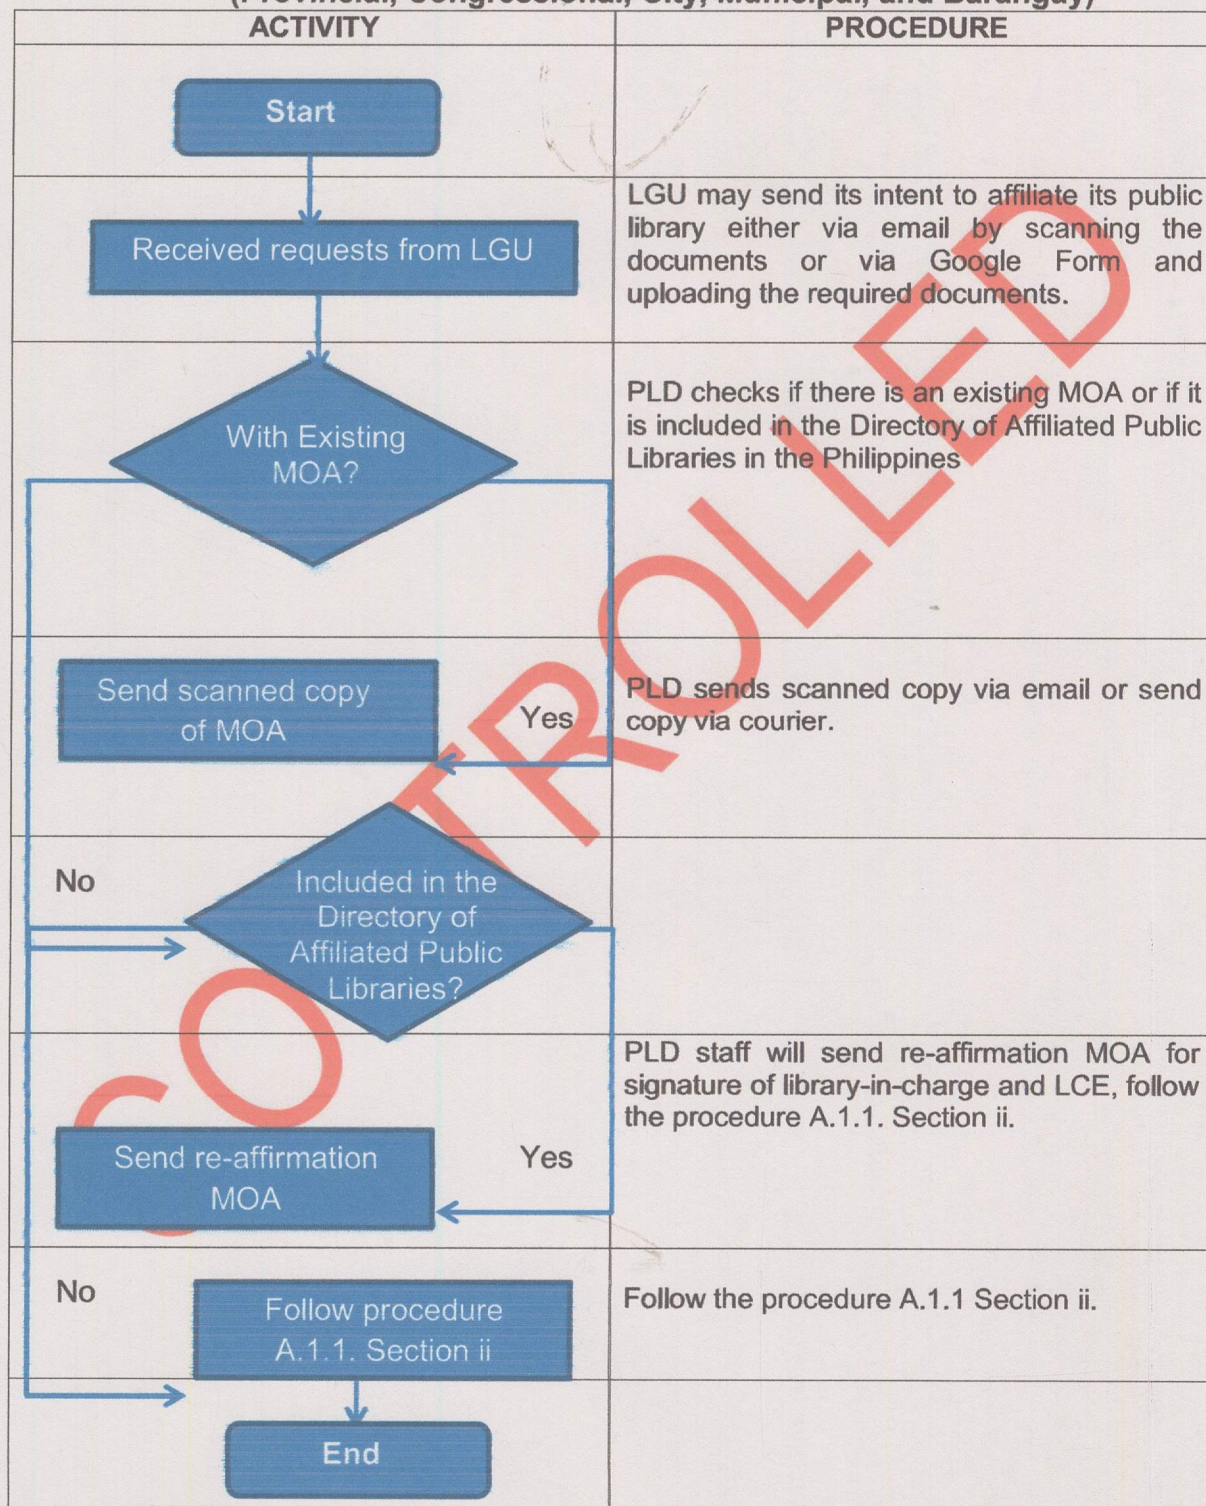 (Provincial, Congressional, City, Municipal, and Barangay)
ACTIVITY
PROCEDURE
Start
Received requests from LGU
LGU may send its intent to affiliate its public
library either via email by scanning the
documents or via Google Form and
uploading the required documents.
With Existing
MOA?
PLD checks if there is an existing MOA or if it
is included in the Directory of Affiliated Public
Libraries in the Philippines
Send scanned copy
of MOA
Yes
PLD sends scanned copy via email or send
copy via courier.
No
Included in the
Directory of
Affiliated Public
Libraries?
Send re-affirmation
MOA
Yes
PLD staff will send re-affirmation MOA for
signature of library-in-charge and LCE, follow
the procedure A.1.1. Section ii.
No
Follow procedure
A.1.1. Section ii
Follow the procedure A.1.1 Section ii.
End
CONTROLLED